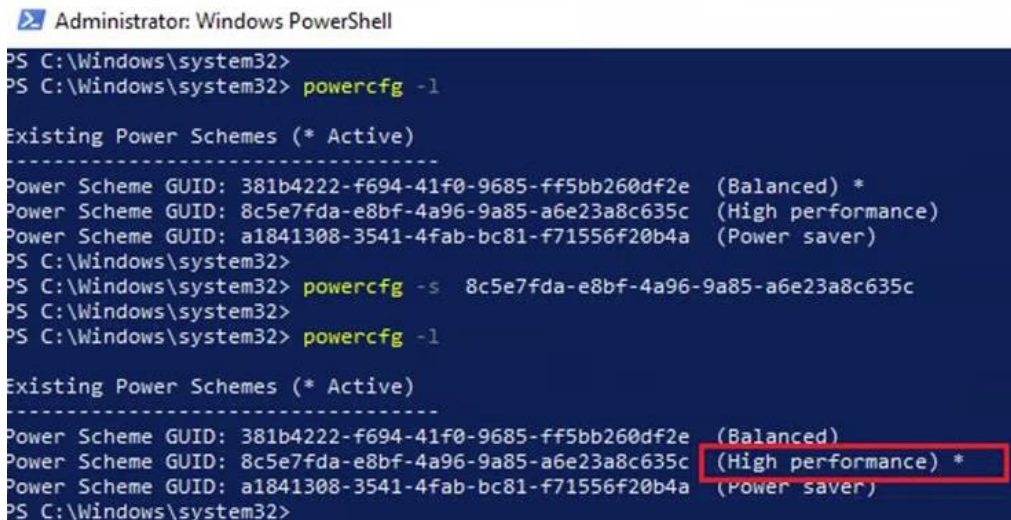 Administrator: Windows PowerShell
PS C:\Windows\system32>
PS C:\Windows\system32> powercfg -l
Existing Power Schemes (* Active)
-----------------------------------
Power Scheme GUID: 381b4222-f694-41f0-9685-ff5bb260df2e  (Balanced) *
Power Scheme GUID: 8c5e7fda-e8bf-4a96-9a85-a6e23a8c635c  (High performance)
Power Scheme GUID: a1841308-3541-4fab-bc81-f71556f20b4a  (Power saver)
PS C:\Windows\system32>
PS C:\Windows\system32> powercfg -s  8c5e7fda-e8bf-4a96-9a85-a6e23a8c635c
PS C:\Windows\system32>
PS C:\Windows\system32> powercfg -l
Existing Power Schemes (* Active)
-----------------------------------
Power Scheme GUID: 381b4222-f694-41f0-9685-ff5bb260df2e  (Balanced)
Power Scheme GUID: 8c5e7fda-e8bf-4a96-9a85-a6e23a8c635c  (High performance) *
Power Scheme GUID: a1841308-3541-4fab-bc81-f71556f20b4a  (Power saver)
PS C:\Windows\system32>